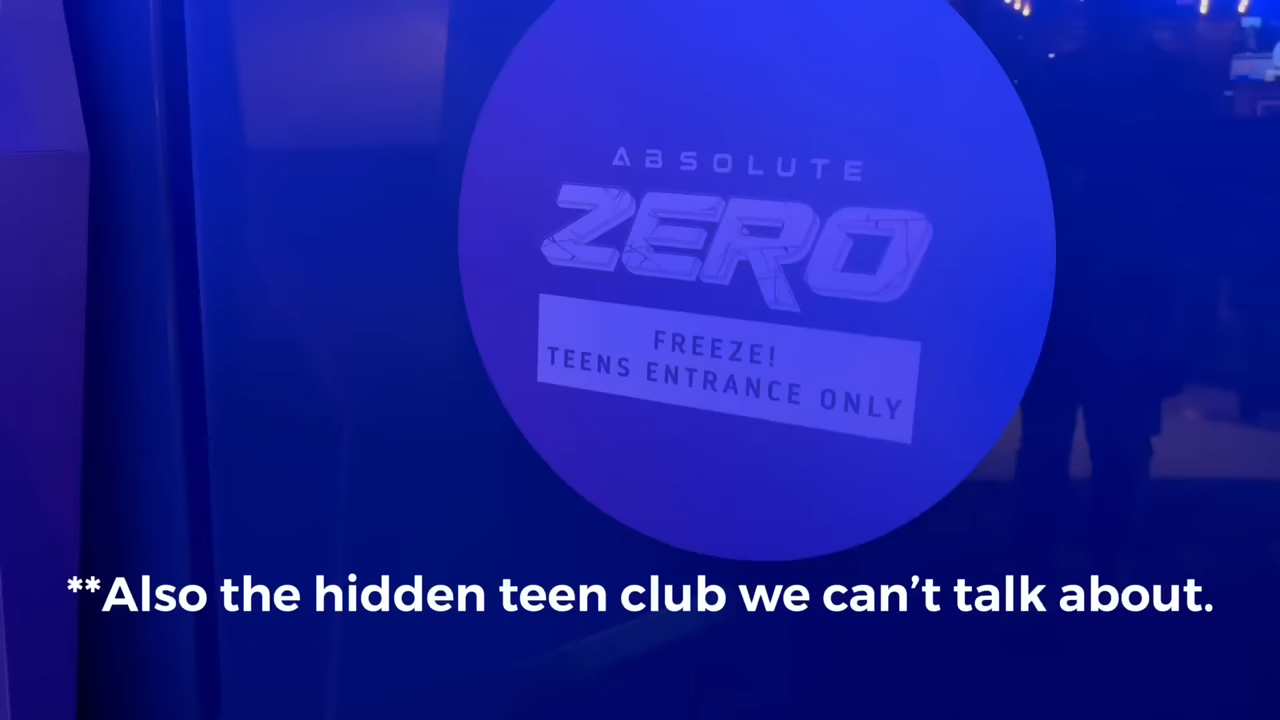 ABSOLUTE
ZERO
FREEZE!
TEENS ENTRANCE ONLY
**Also the hidden teen club we can't talk about.